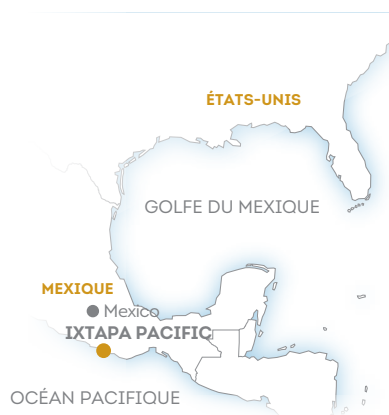 ÉTATS-UNIS
GOLFE DU MEXIQUE
MEXIQUE
Mexico
IXTAPA PACIFIC
OCÉAN PACIFIQUE